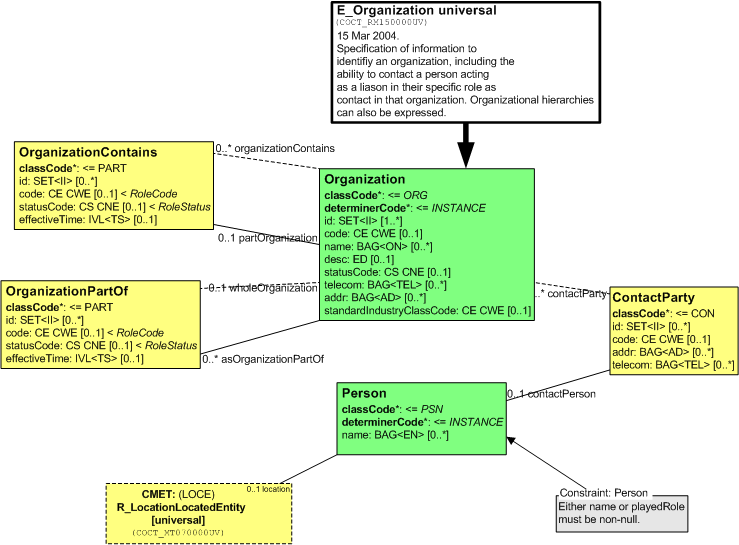 E_Organization universal
(COCT_RM150000UV)
15 Mar 2004.
Specification of information to
identifiy an organization, including the
ability to contact a person acting
as a liason in their specific role as
contact in that organization. Organizational hierarchies
can also be expressed.
OrganizationContains
classCode*: <= PART
id: SET<II> [0..*]
code: CE CWE [0..1] < RoleCode
statusCode: CS CNE [0..1] < RoleStatus
effectiveTime: IVL<TS> [0..1]
0..* organizationContains
0..1 partOrganization
Organization
classCode*: <= ORG
determinerCode*: <= INSTANCE
id: SET<II> [1..*]
code: CE CWE [0..1]
name: BAG<ON> [0..*]
desc: ED [0..1]
statusCode: CS CNE [0..1]
telecom: BAG<TEL> [0..*]
addr: BAG<AD> [0..*]
standardIndustryClassCode: CE CWE [0..1]
OrganizationPartOf
classCode*: <= PART
id: SET<II> [0..*]
code: CE CWE [0..1] < RoleCode
statusCode: CS CNE [0..1] < RoleStatus
effectiveTime: IVL<TS> [0..1]
0..1 wholeOrganization
0..* asOrganizationPartOf
..* contactParty
ContactParty
classCode*: <= CON
id: SET<II> [0..*]
code: CE CWE [0..1]
addr: BAG<AD> [0..*]
telecom: BAG<TEL> [0..*]
0..1 contactPerson
Person
classCode*: <= PSN
determinerCode*: <= INSTANCE
name: BAG<EN> [0..*]
0..1 location
CMET: (LOCE)
R_LocationLocatedEntity
[universal]
(COCT_MT070000UV)
Constraint: Person
Either name or playedRole
must be non-null.